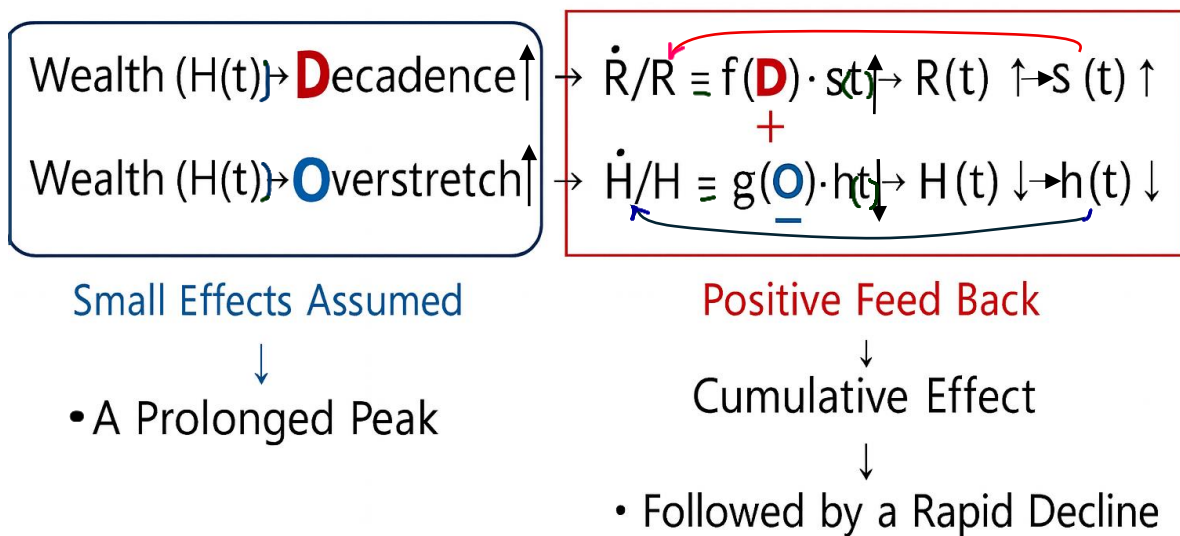 Wealth (H(t)) → Decadence↑ → Ṙ/R ≡ f(D) · s(t)↑ → R(t) ↑ → s (t) ↑
+
Wealth (H(t)) → Overstretch↑ → Ḣ/H ≡ g(O) · h(t)↓ → H(t) ↓ → h(t) ↓
−
Small Effects Assumed
↓
• A Prolonged Peak
Positive Feed Back
↓
Cumulative Effect
↓
• Followed by a Rapid Decline